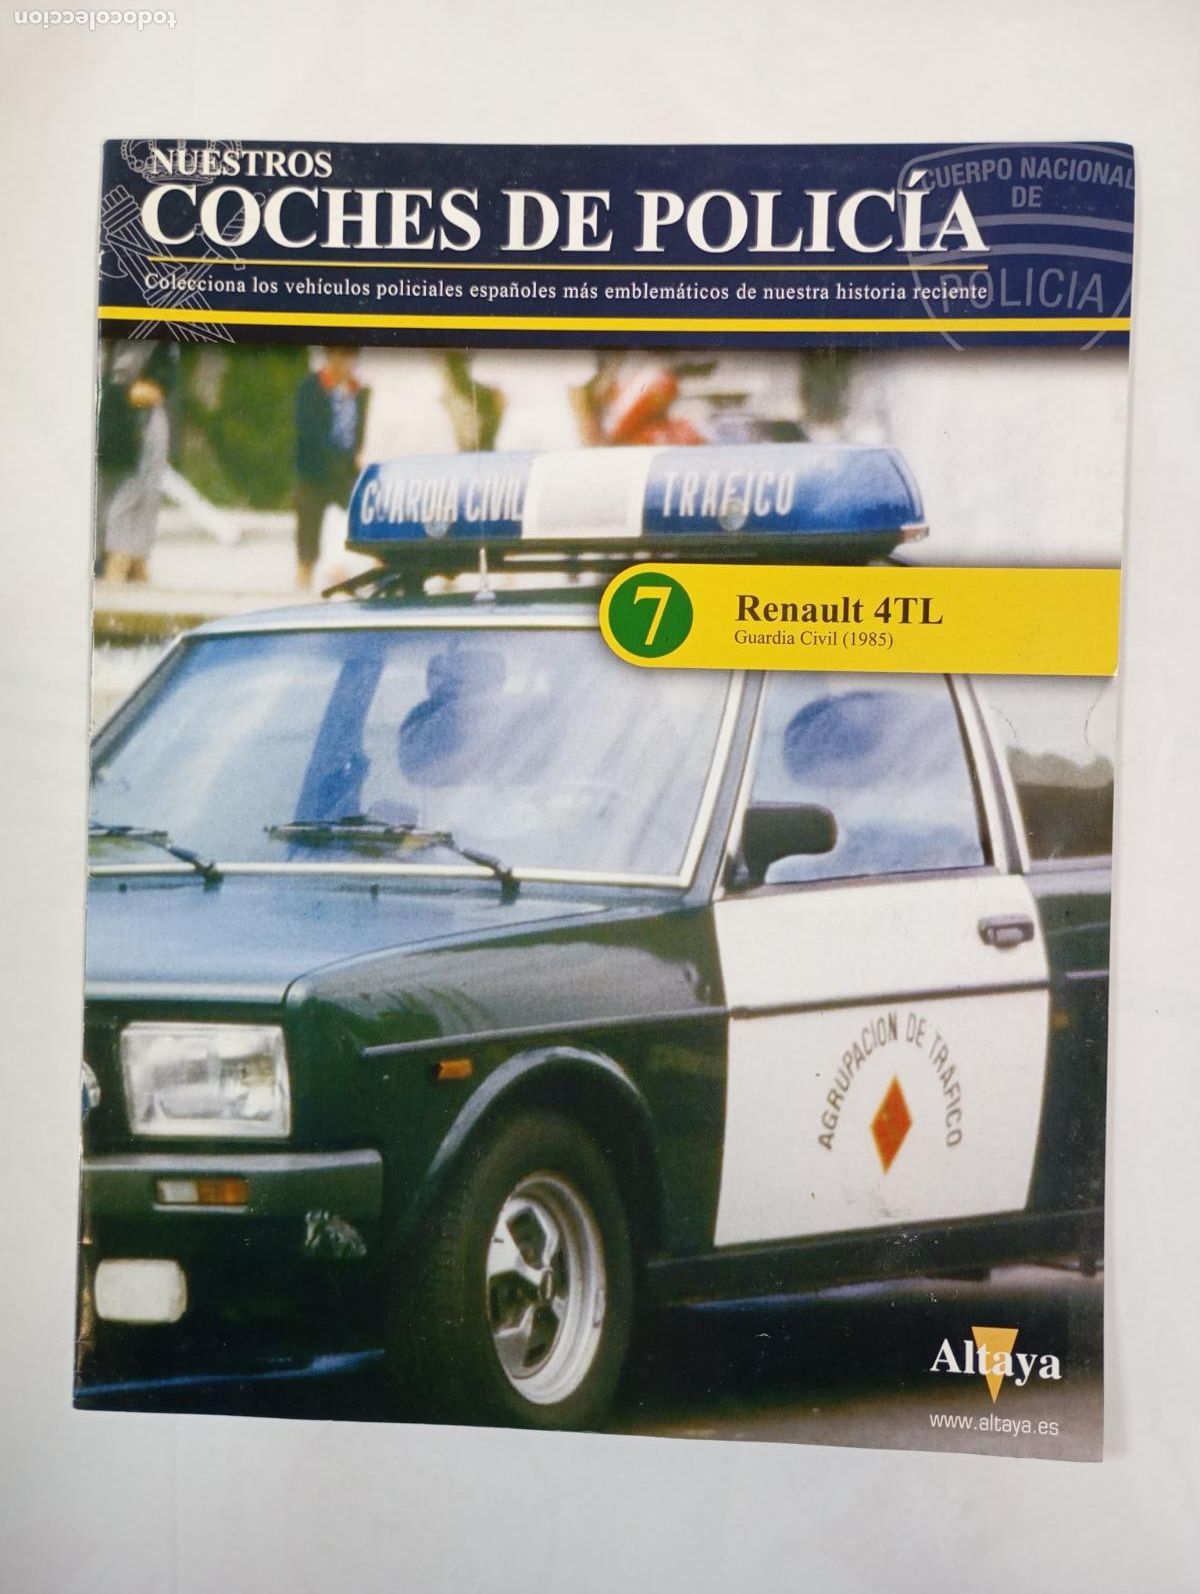 todocoleccion
NUESTROS
COCHES DE POLICÍA
Colecciona los vehículos policiales españoles más emblemáticos de nuestra historia reciente
CUERPO NACIONAL
DE
POLICIA
GUARDIA CIVIL TRAFICO
7
Renault 4TL
Guardia Civil (1985)
AGRUPACION DE TRAFICO
Altaya
www.altaya.es